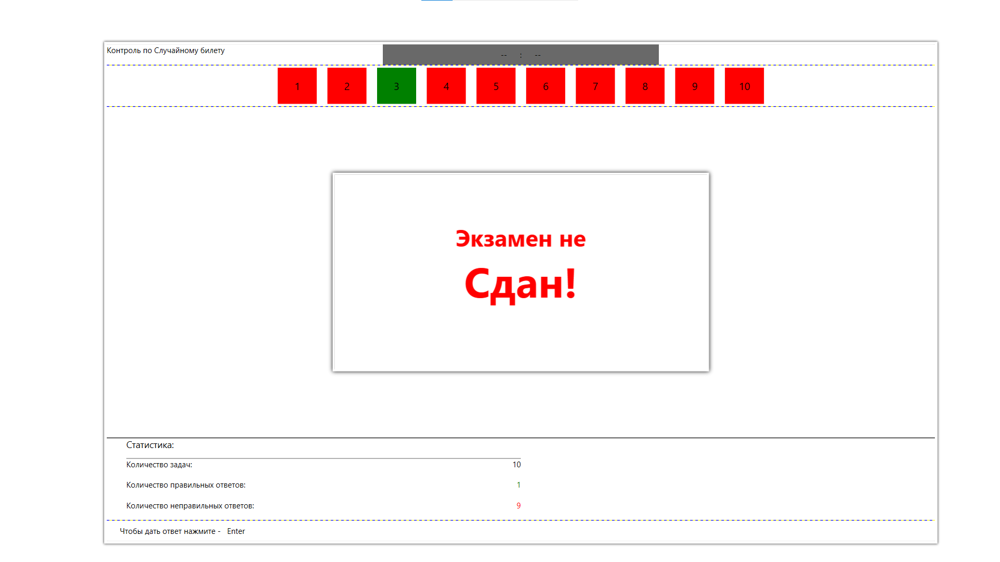 Контроль по Случайному билету
-- : --
1 2 3 4 5 6 7 8 9 10
Экзамен не
Сдан!
Статистика:
Количество задач: 10
Количество правильных ответов: 1
Количество неправильных ответов: 9
Чтобы дать ответ нажмите - Enter